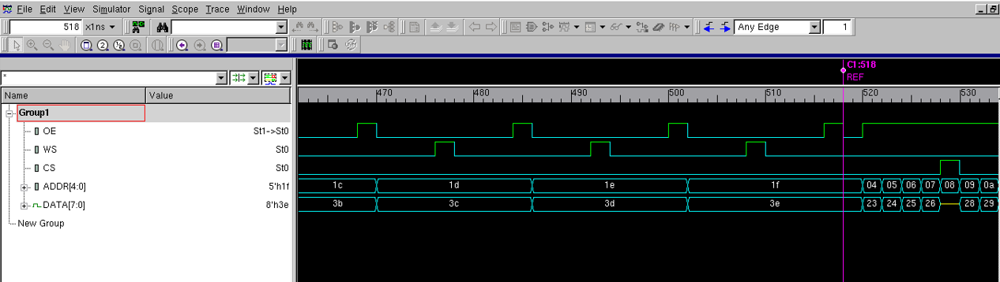 File Edit View Simulator Signal Scope Trace Window Help
518 x1ns Any Edge 1
C1:518
REF
*
Name Value
470 480 490 500 510 520 530
Group1
OE St1->St0
WS St0
CS St0
ADDR[4:0] 5'h1f 1c 1d 1e 1f 04 05 06 07 08 09 0a
DATA[7:0] 8'h3e 3b 3c 3d 3e 23 24 25 26 28 29
New Group